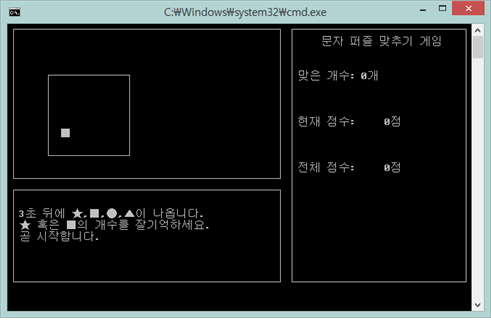 C:₩Windows₩system32₩cmd.exe
문자 퍼즐 맞추기 게임
맞은 개수: 0개
현재 점수: 0점
전체 점수: 0점
■
3초 뒤에 ★,■,●,▲이 나옵니다.
★ 혹은 ■의 개수를 잘기억하세요.
곧 시작합니다.